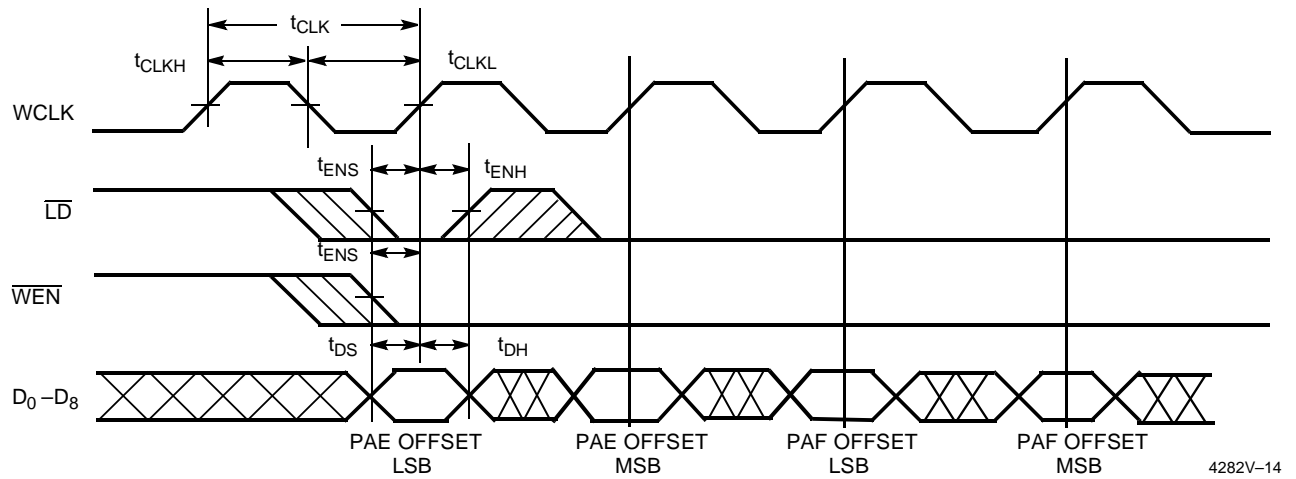 tCLK
tCLKH
tCLKL
WCLK
tENS
tENH
LD
tENS
WEN
tDS
tDH
D0 –D8
PAE OFFSET
LSB
PAE OFFSET
MSB
PAF OFFSET
LSB
PAF OFFSET
MSB
4282V–14